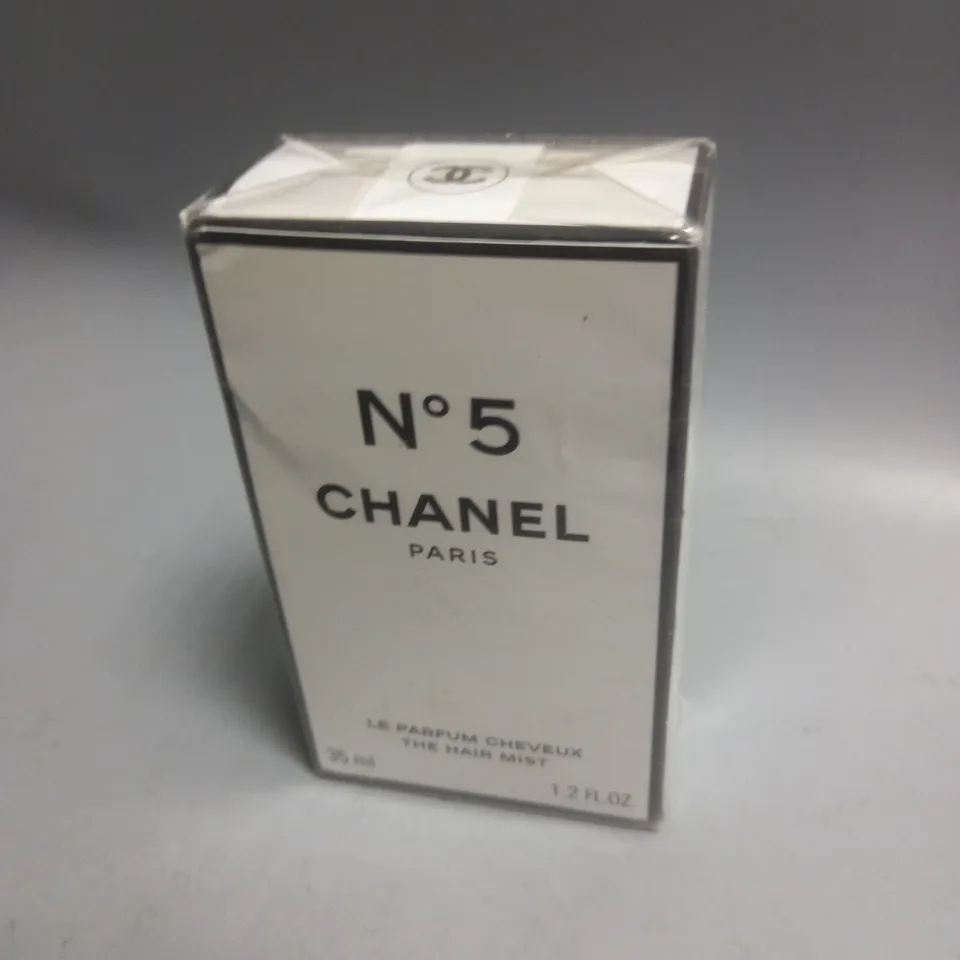 N° 5
CHANEL
PARIS
LE PARFUM CHEVEUX
THE HAIR MIST
35 ml
1.2 FL.OZ.